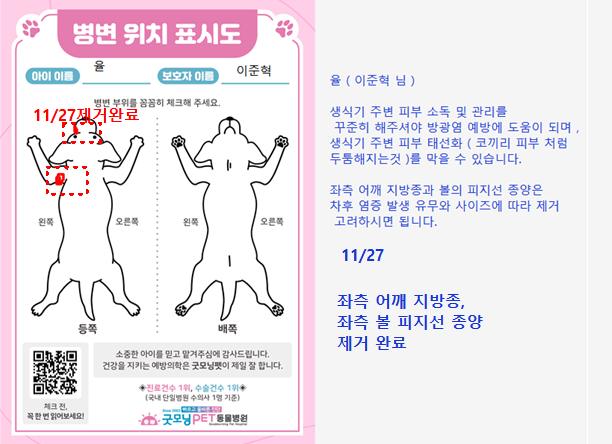 병변 위치 표시도
아이 이름 율 보호자 이름 이준혁
병변 부위를 꼼꼼히 체크해 주세요.
11/27제거완료
왼쪽 오른쪽 왼쪽 오른쪽
등쪽 배쪽
체크 전,
꼭 한 번 읽어보세요!
소중한 아이를 믿고 맡겨주심에 감사드립니다.
건강을 지키는 예방의학은 굿모닝펫이 제일 잘 합니다.
◈진료건수 1위, 수술건수 1위◈
(국내 단일병원 수의사 1명 기준)
굿모닝PET동물병원
율 ( 이준혁 님 )
생식기 주변 피부 소독 및 관리를
꾸준히 해주셔야 방광염 예방에 도움이 되며 ,
생식기 주변 피부 태선화 ( 코끼리 피부 처럼
두툼해지는것 )를 막을 수 있습니다.
좌측 어깨 지방종과 볼의 피지선 종양은
차후 염증 발생 유무와 사이즈에 따라 제거
고려하시면 됩니다.
11/27
좌측 어깨 지방종,
좌측 볼 피지선 종양
제거 완료